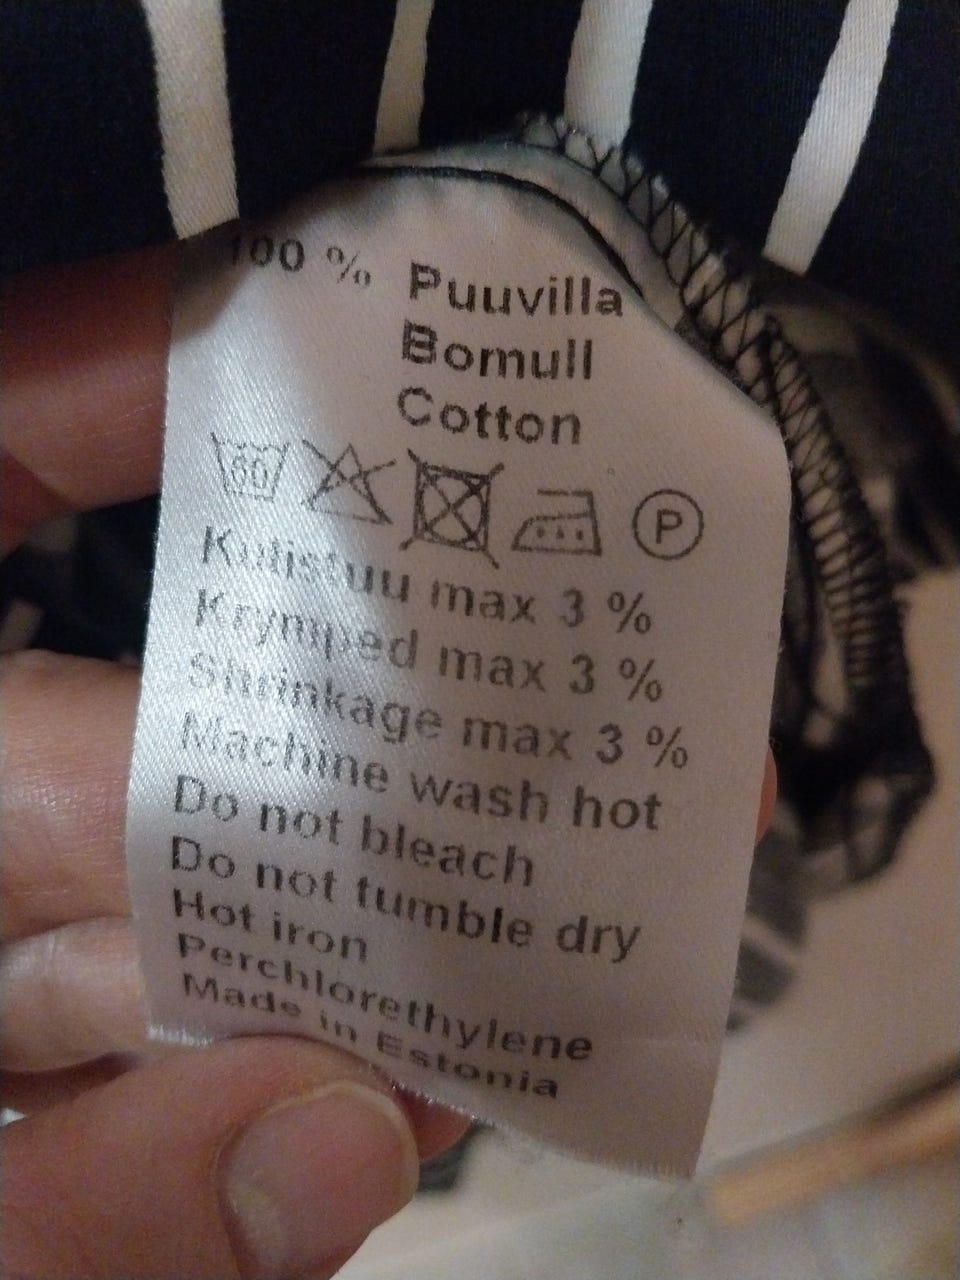 100 % Puuvilla
Bomull
Cotton
60 P
Kutistuu max 3 %
Krymped max 3 %
Shrinkage max 3 %
Machine wash hot
Do not bleach
Do not tumble dry
Hot iron
Perchlorethylene
Made in Estonia